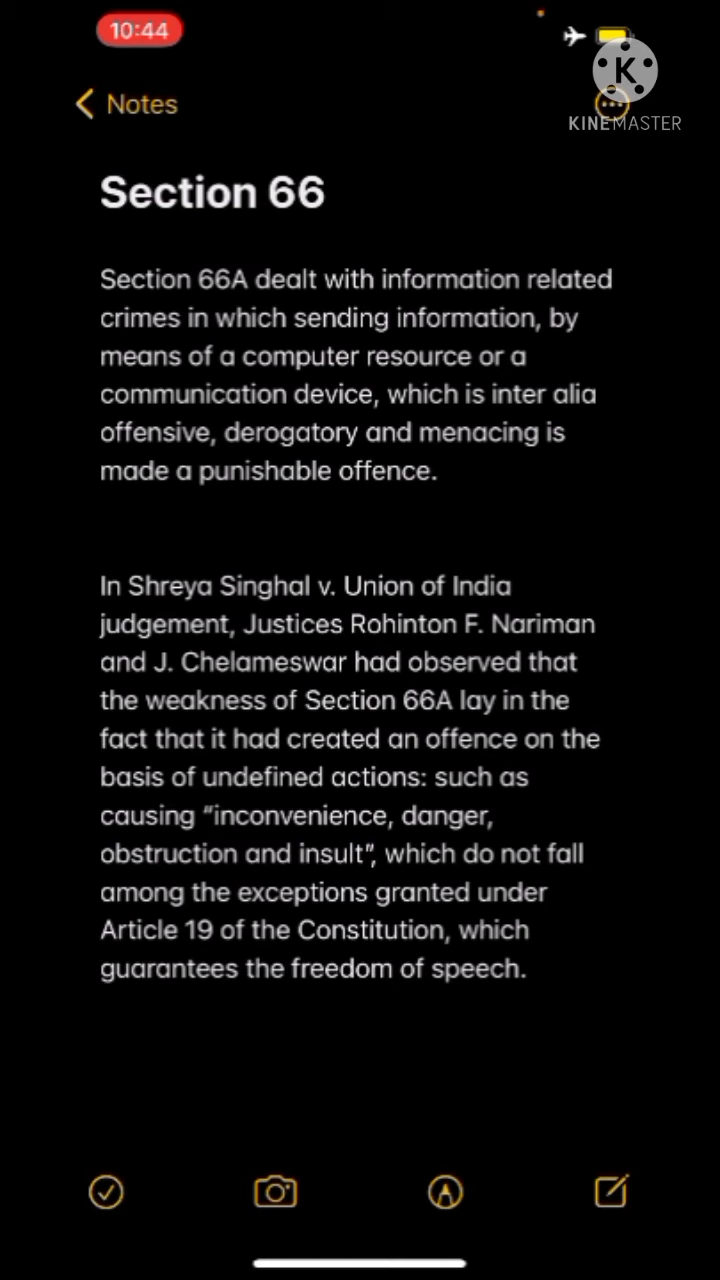 10:44
K
Notes
KINEMASTER
Section 66
Section 66A dealt with information related
crimes in which sending information, by
means of a computer resource or a
communication device, which is inter alia
offensive, derogatory and menacing is
made a punishable offence.
In Shreya Singhal v. Union of India
judgement, Justices Rohinton F. Nariman
and J. Chelameswar had observed that
the weakness of Section 66A lay in the
fact that it had created an offence on the
basis of undefined actions: such as
causing “inconvenience, danger,
obstruction and insult”, which do not fall
among the exceptions granted under
Article 19 of the Constitution, which
guarantees the freedom of speech.